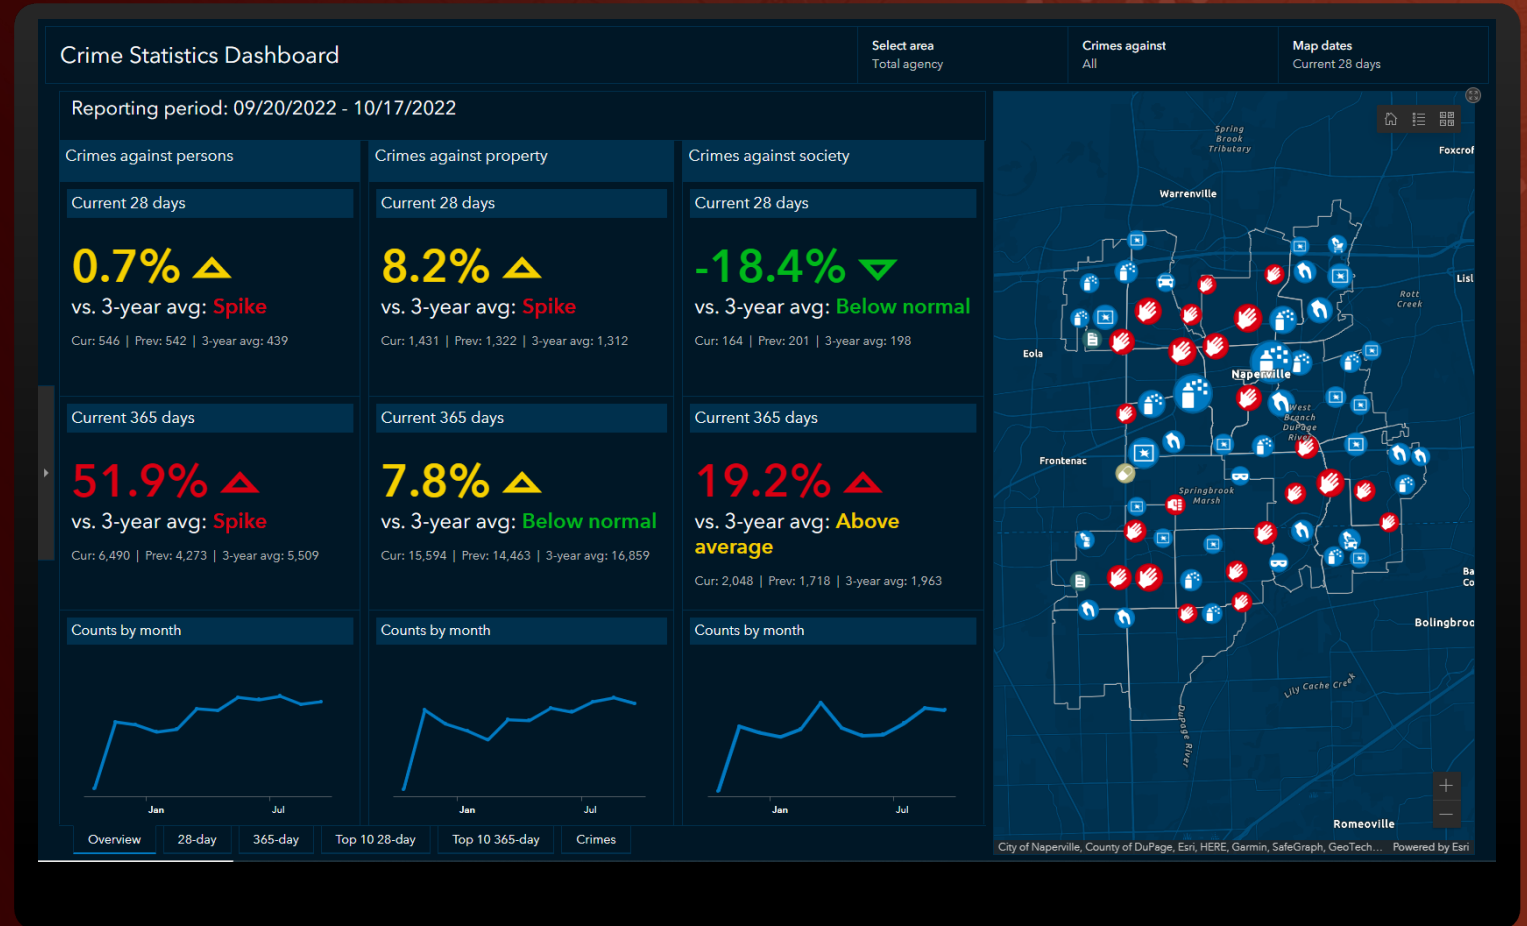 Crime Statistics Dashboard
Select area
Total agency
Crimes against
All
Map dates
Current 28 days
Reporting period: 09/20/2022 - 10/17/2022
Crimes against persons
Current 28 days
0.7%
vs. 3-year avg: Spike
Cur: 546 | Prev: 542 | 3-year avg: 439
Current 365 days
51.9%
vs. 3-year avg: Spike
Cur: 6,490 | Prev: 4,273 | 3-year avg: 5,509
Counts by month
Jan Jul
Crimes against property
Current 28 days
8.2%
vs. 3-year avg: Spike
Cur: 1,431 | Prev: 1,322 | 3-year avg: 1,312
Current 365 days
7.8%
vs. 3-year avg: Below normal
Cur: 15,594 | Prev: 14,463 | 3-year avg: 16,859
Counts by month
Jan Jul
Crimes against society
Current 28 days
-18.4%
vs. 3-year avg: Below normal
Cur: 164 | Prev: 201 | 3-year avg: 198
Current 365 days
19.2%
vs. 3-year avg: Above
average
Cur: 2,048 | Prev: 1,718 | 3-year avg: 1,963
Counts by month
Jan Jul
Overview 28-day 365-day Top 10 28-day Top 10 365-day Crimes
Spring
Brook
Tributary
Foxcrof
Warrenville
Lisl
Rott
Creek
Eola
Naperville
West
Branch
DuPage
River
Frontenac
Springbrook
Marsh
Ba
Co
Bolingbroo
Lily Cache Creek
DuPage River
Romeoville
City of Naperville, County of DuPage, Esri, HERE, Garmin, SafeGraph, GeoTech... Powered by Esri